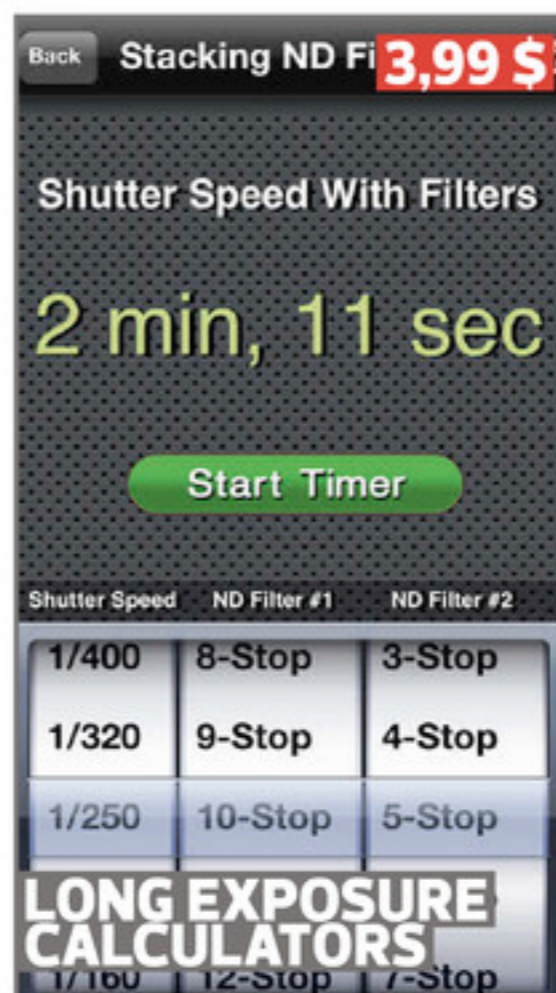 Back Stacking ND Fi 3,99 $
Shutter Speed With Filters
2 min, 11 sec
Start Timer
Shutter Speed ND Filter #1 ND Filter #2
1/400 8-Stop 3-Stop
1/320 9-Stop 4-Stop
1/250 10-Stop 5-Stop
LONG EXPOSURE
CALCULATORS
1/160 12-Stop 7-Stop